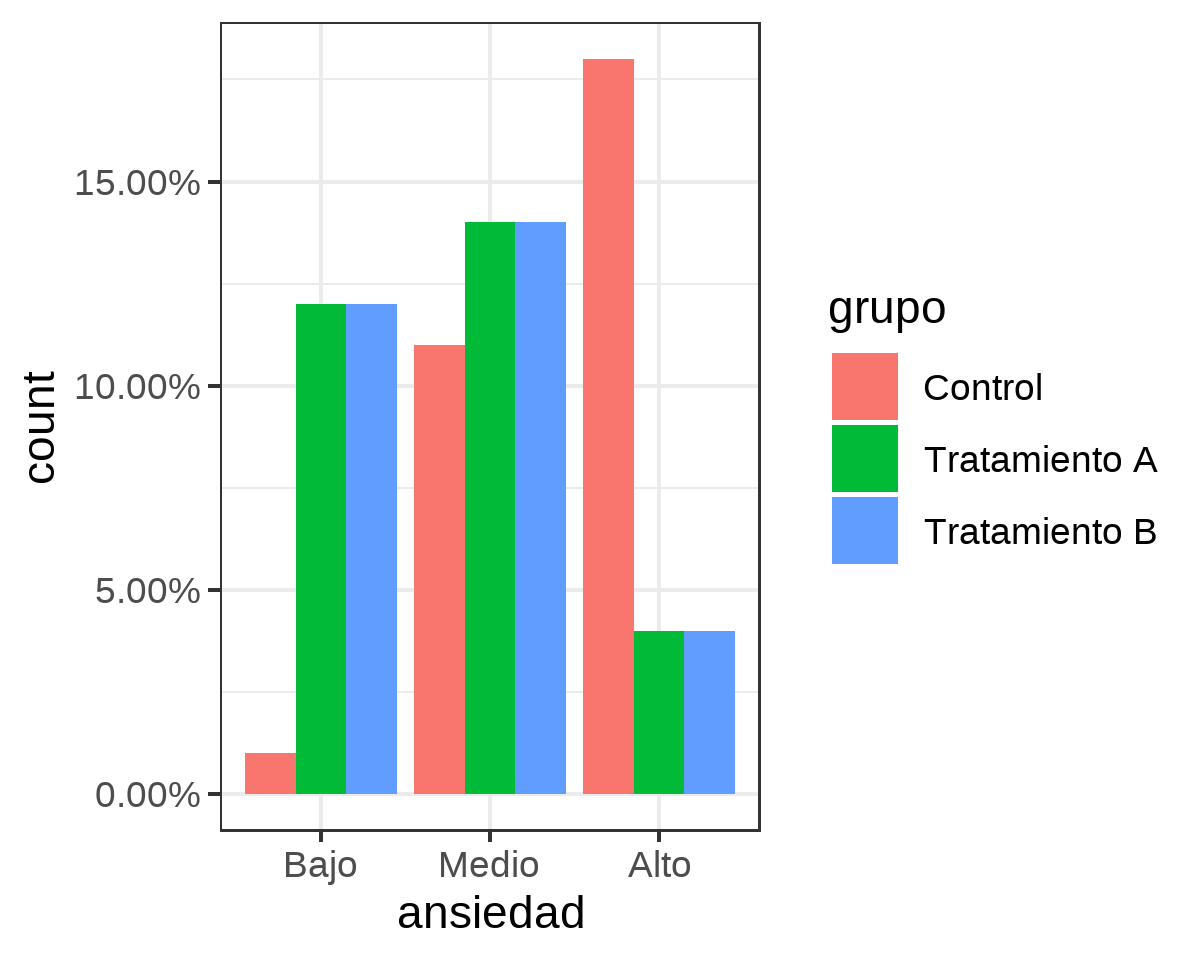 count
15.00%
10.00%
5.00%
0.00%
Bajo Medio Alto
ansiedad
grupo
Control
Tratamiento A
Tratamiento B